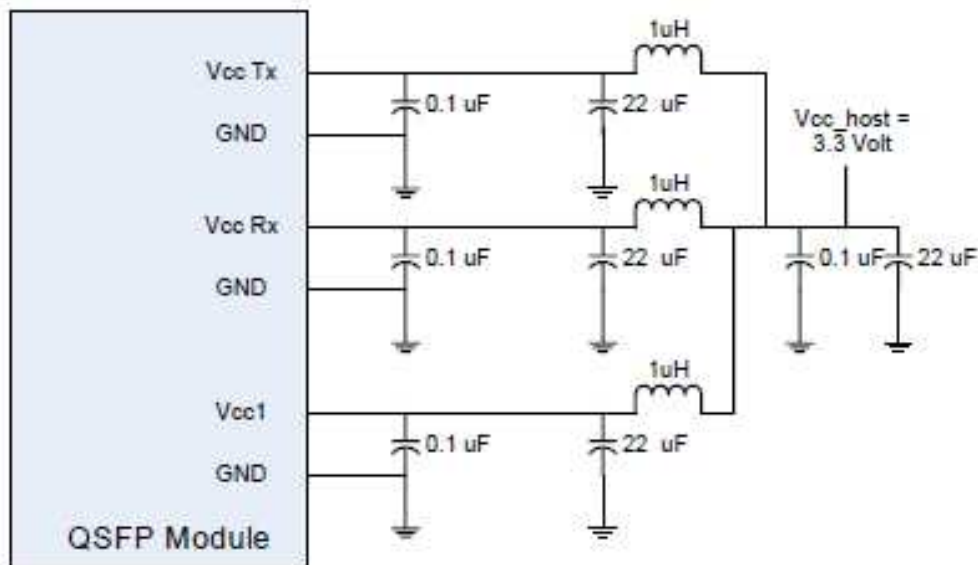 1uH
Vcc Tx
0.1 uF
22 uF
GND
Vcc_host =
3.3 Volt
1uH
Vcc Rx
0.1 uF
22 uF
0.1 uF
22 uF
GND
1uH
Vcc1
0.1 uF
22 uF
GND
QSFP Module